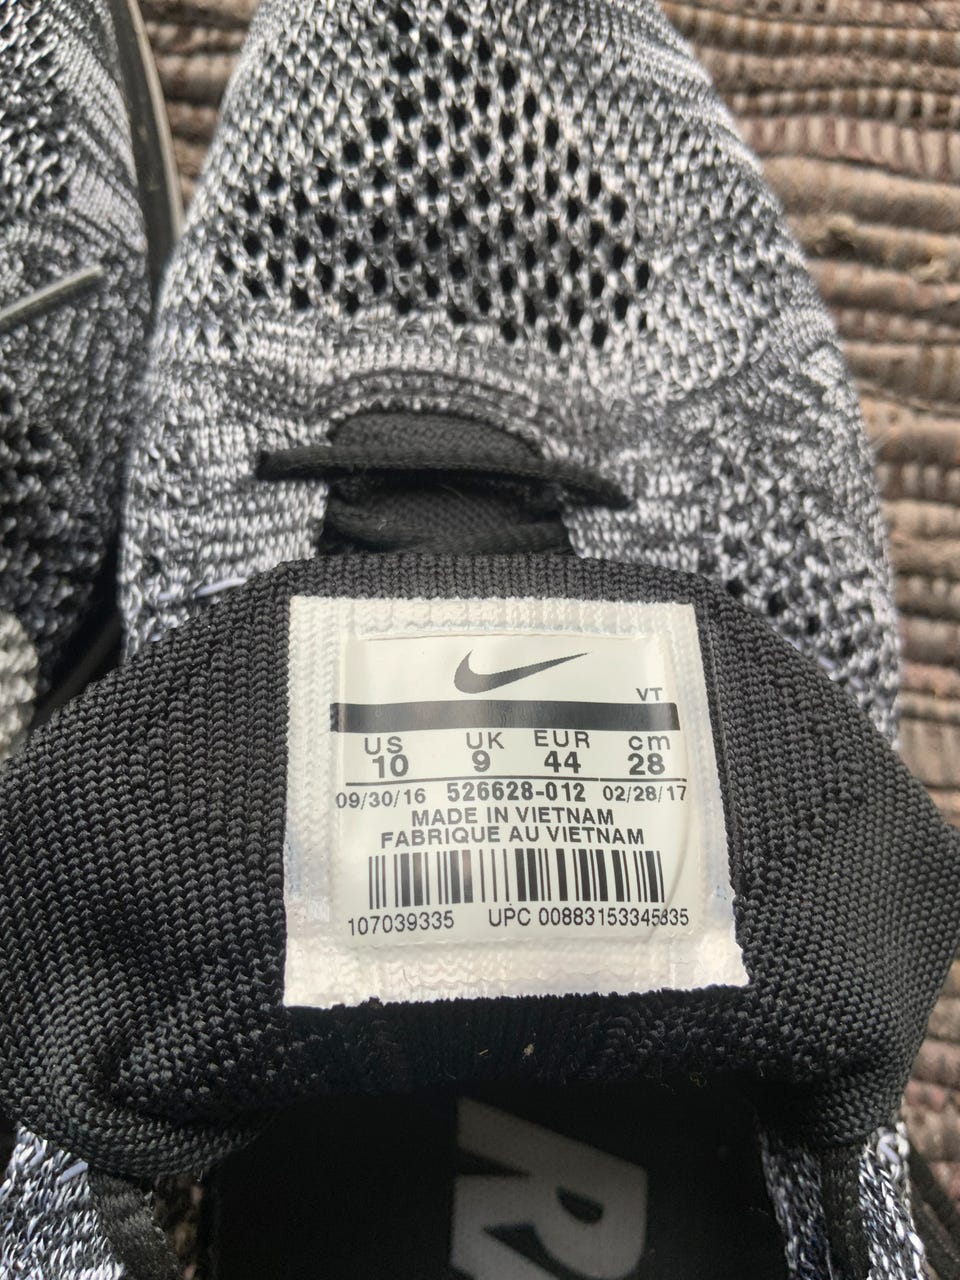 VT
US UK EUR cm
10 9 44 28
09/30/16 526628-012 02/28/17
MADE IN VIETNAM
FABRIQUE AU VIETNAM
107039335 UPC 00883153345835
R